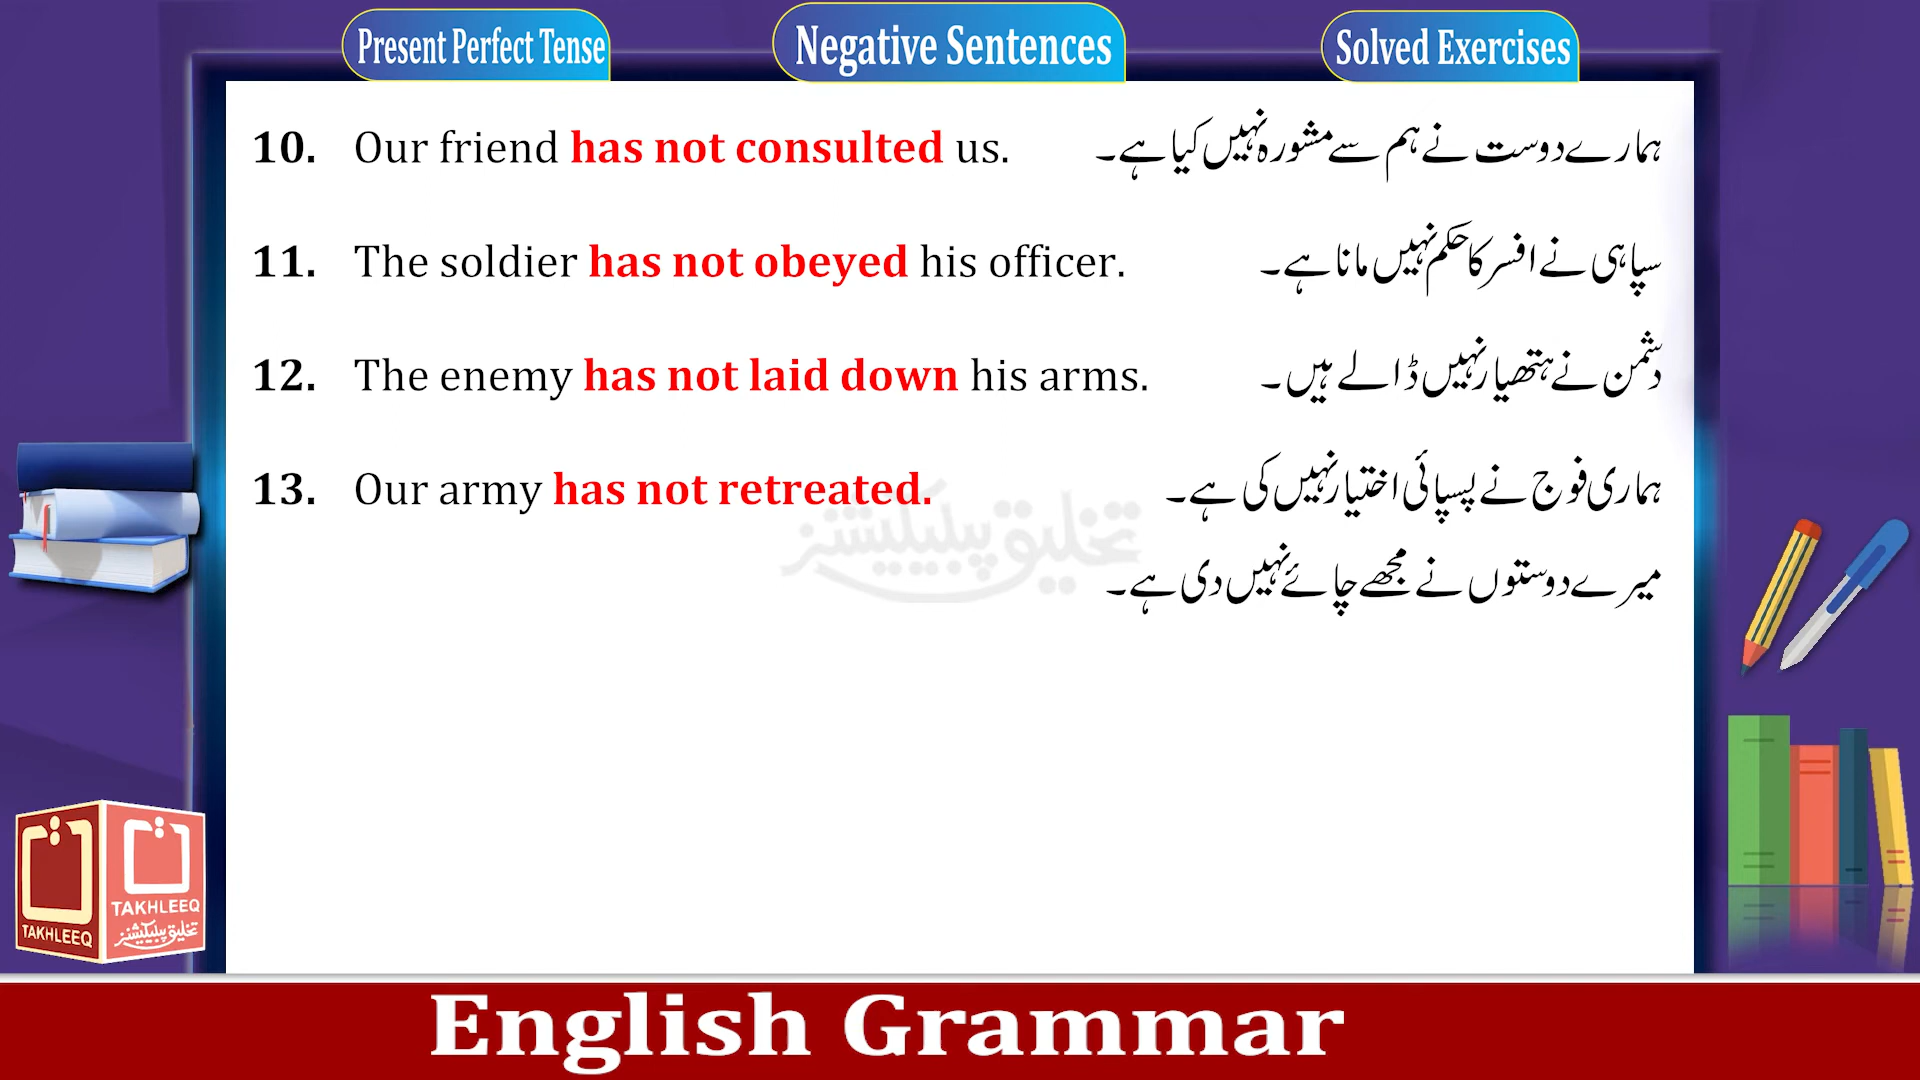 Present Perfect Tense
Negative Sentences
Solved Exercises
10. Our friend has not consulted us. ہمارے دوست نے ہم سے مشورہ نہیں کیا ہے۔
11. The soldier has not obeyed his officer. سپاہی نے افسر کا حکم نہیں مانا ہے۔
12. The enemy has not laid down his arms. دشمن نے ہتھیار نہیں ڈالے ہیں۔
13. Our army has not retreated. ہماری فوج نے پسپائی اختیار نہیں کی ہے۔
تخلیق پبلیکیشنز
میرے دوستوں نے مجھے چائے نہیں دی ہے۔
TAKHLEEQ
TAKHLEEQ
تخلیق پبلیکیشنز
English Grammar